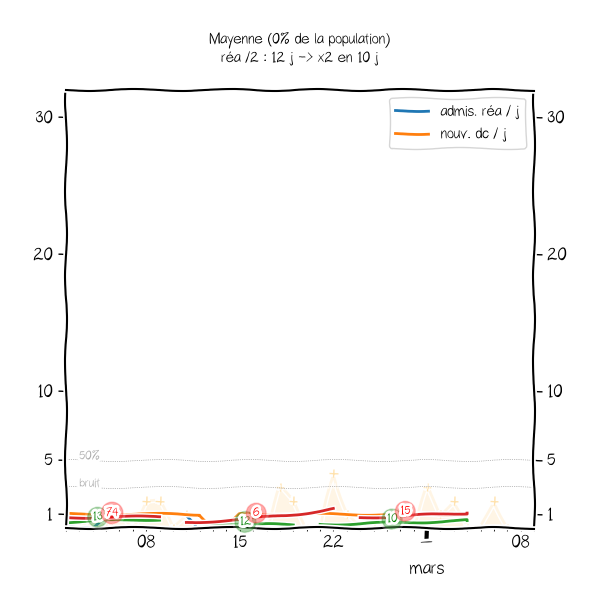 Mayenne (0% de la population)
réa /2 : 12 j -> x2 en 10 j
admis. réa / j
nouv. dc / j
30 30
20 20
10 10
5 50% 5
bruit
1 13 74 12 6 10 15 1
08 15 22 1 08
mars